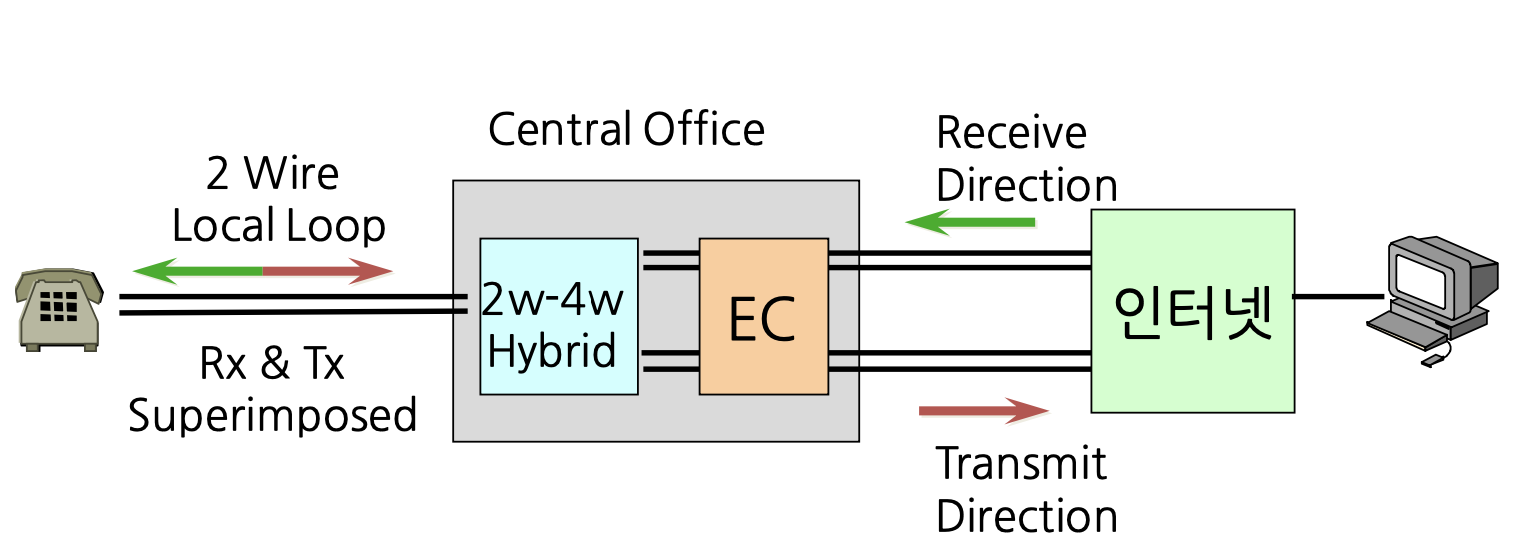 Central Office
2 Wire
Local Loop
Receive
Direction
2w-4w
Hybrid
EC
인터넷
Rx & Tx
Superimposed
Transmit
Direction